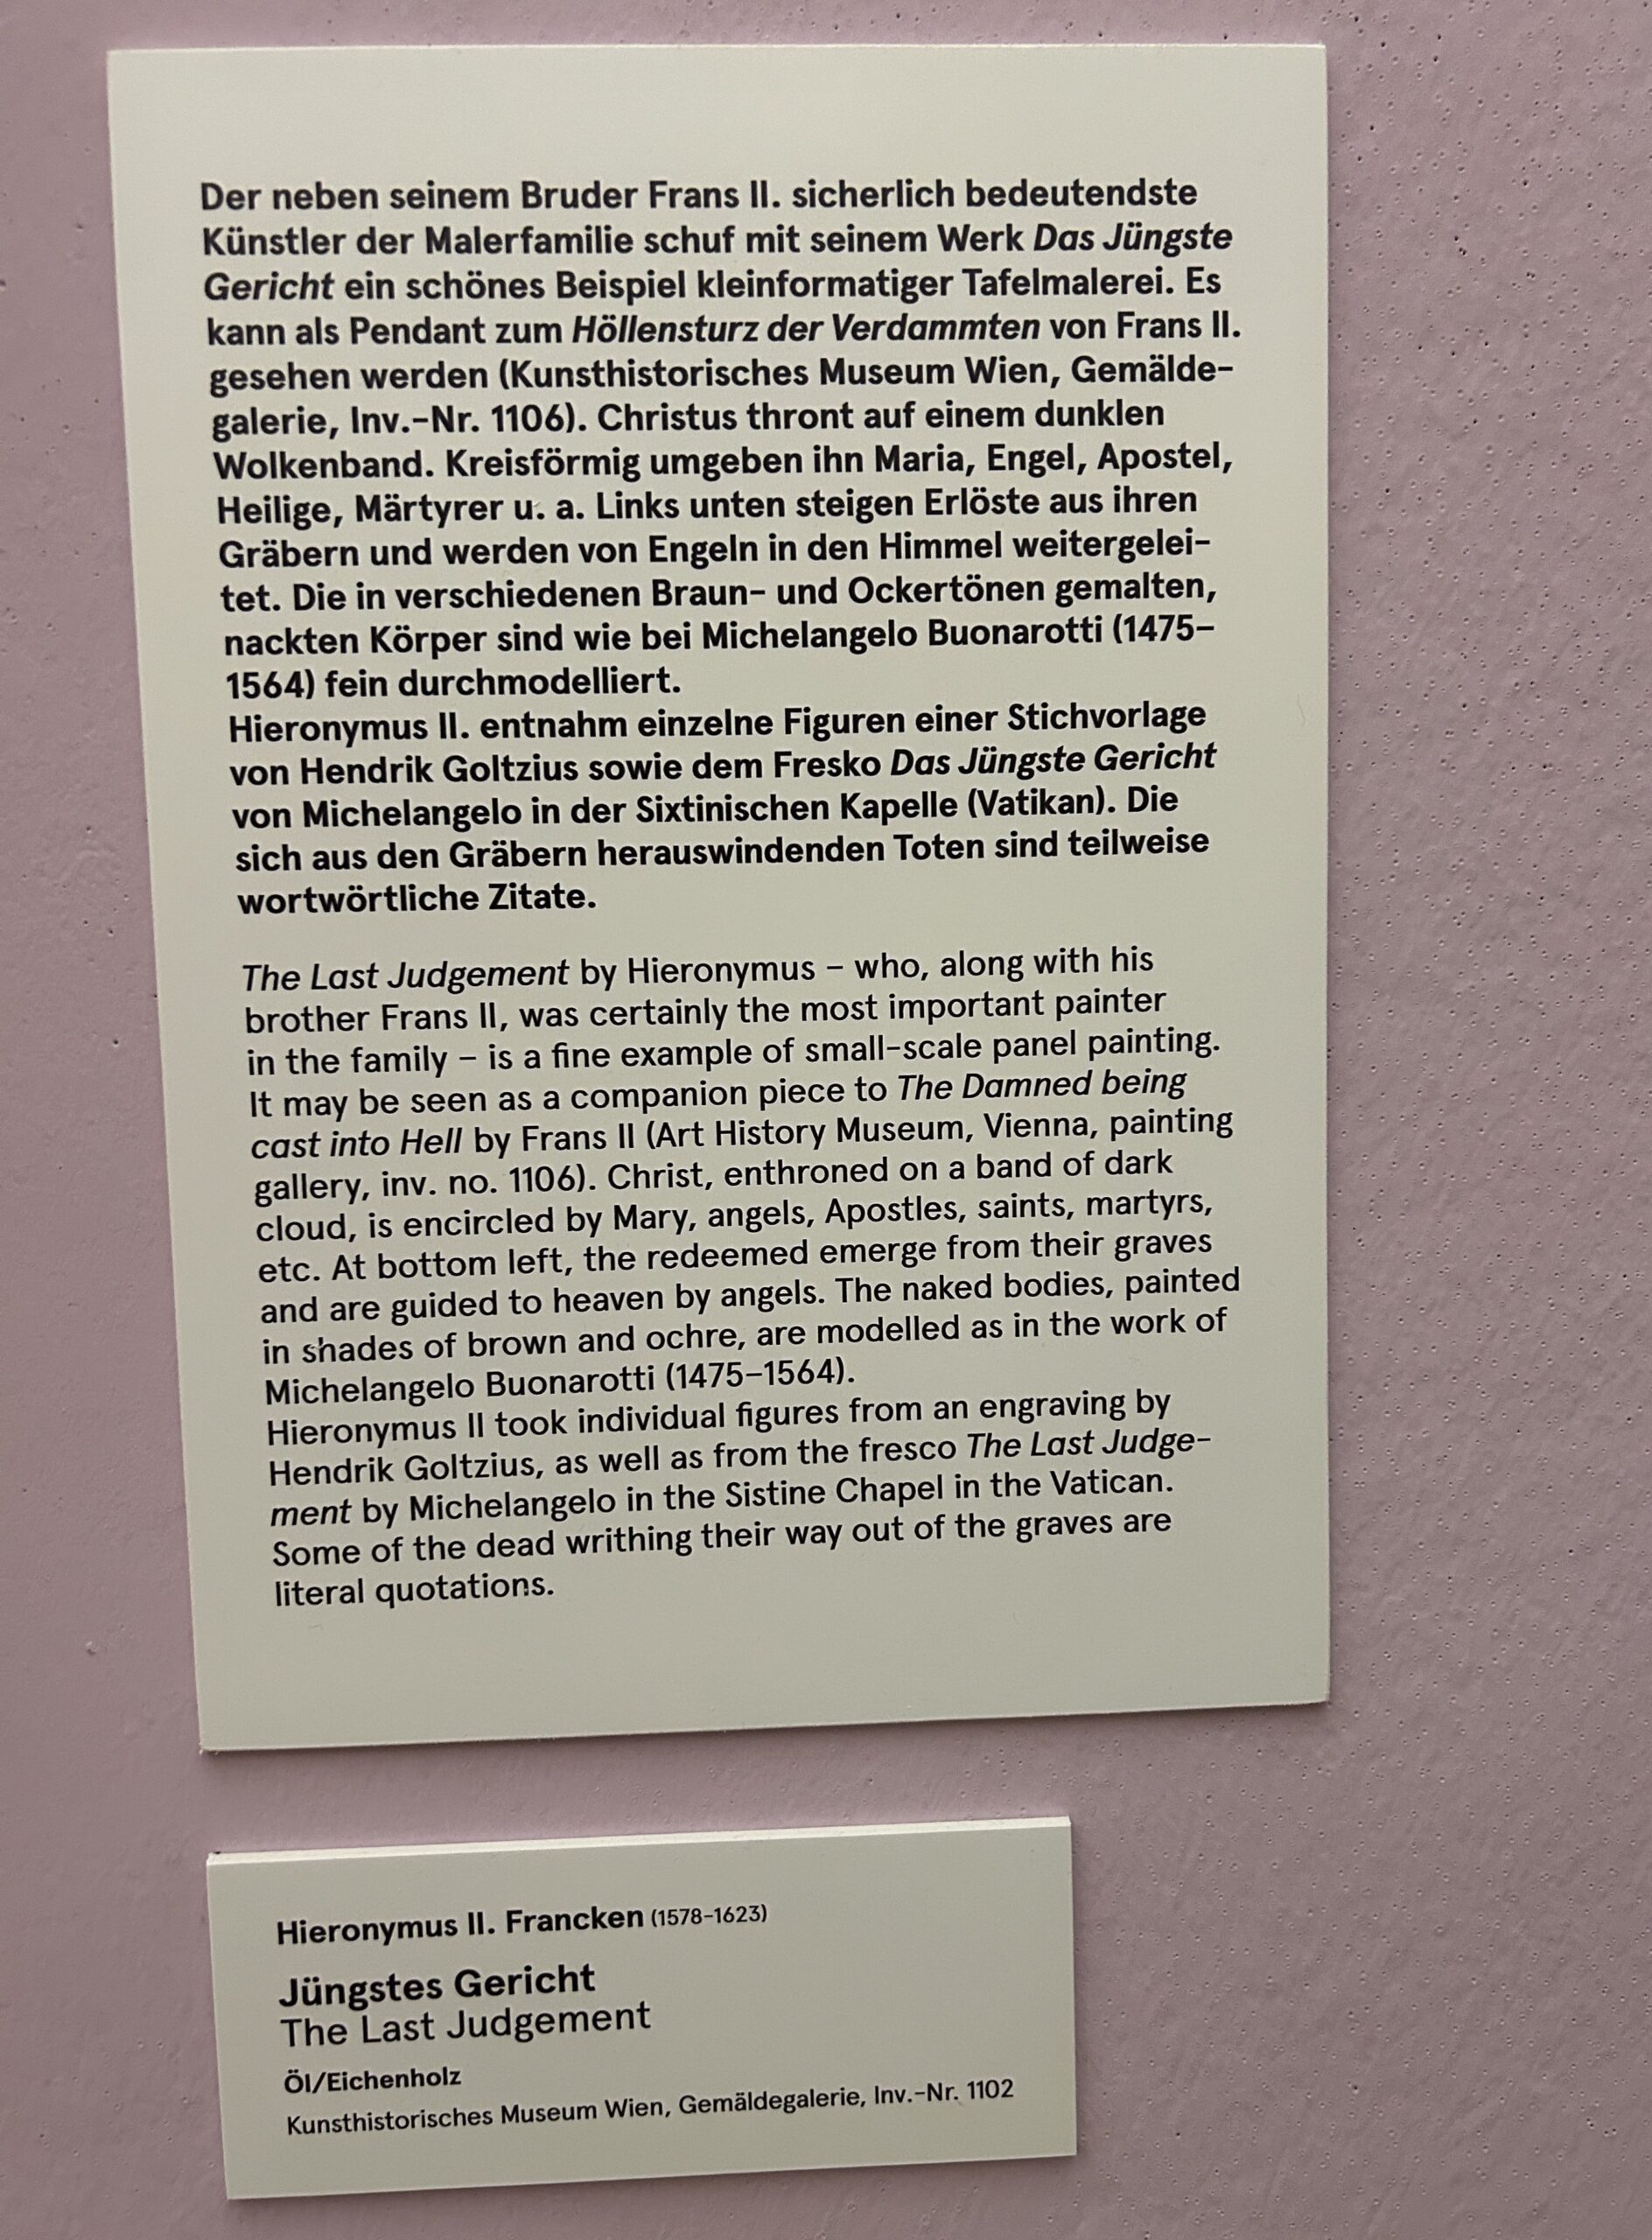 Der neben seinem Bruder Frans II. sicherlich bedeutendste
Künstler der Malerfamilie schuf mit seinem Werk Das Jüngste
Gericht ein schönes Beispiel kleinformatiger Tafelmalerei. Es
kann als Pendant zum Höllensturz der Verdammten von Frans II.
gesehen werden (Kunsthistorisches Museum Wien, Gemälde-
galerie, Inv.-Nr. 1106). Christus thront auf einem dunklen
Wolkenband. Kreisförmig umgeben ihn Maria, Engel, Apostel,
Heilige, Märtyrer u. a. Links unten steigen Erlöste aus ihren
Gräbern und werden von Engeln in den Himmel weitergelei-
tet. Die in verschiedenen Braun- und Ockertönen gemalten,
nackten Körper sind wie bei Michelangelo Buonarotti (1475–
1564) fein durchmodelliert.
Hieronymus II. entnahm einzelne Figuren einer Stichvorlage
von Hendrik Goltzius sowie dem Fresko Das Jüngste Gericht
von Michelangelo in der Sixtinischen Kapelle (Vatikan). Die
sich aus den Gräbern herauswindenden Toten sind teilweise
wortwörtliche Zitate.
The Last Judgement by Hieronymus – who, along with his
brother Frans II, was certainly the most important painter
in the family – is a fine example of small-scale panel painting.
It may be seen as a companion piece to The Damned being
cast into Hell by Frans II (Art History Museum, Vienna, painting
gallery, inv. no. 1106). Christ, enthroned on a band of dark
cloud, is encircled by Mary, angels, Apostles, saints, martyrs,
etc. At bottom left, the redeemed emerge from their graves
and are guided to heaven by angels. The naked bodies, painted
in shades of brown and ochre, are modelled as in the work of
Michelangelo Buonarotti (1475–1564).
Hieronymus II took individual figures from an engraving by
Hendrik Goltzius, as well as from the fresco The Last Judge-
ment by Michelangelo in the Sistine Chapel in the Vatican.
Some of the dead writhing their way out of the graves are
literal quotations.
Hieronymus II. Francken (1578–1623)
Jüngstes Gericht
The Last Judgement
Öl/Eichenholz
Kunsthistorisches Museum Wien, Gemäldegalerie, Inv.-Nr. 1102